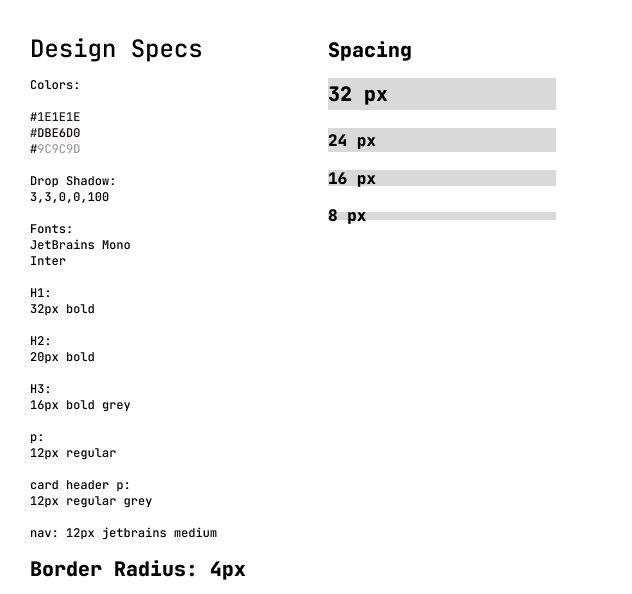 Design Specs
Colors:
#1E1E1E
#DBE6D0
#9C9C9D
Drop Shadow:
3,3,0,0,100
Fonts:
JetBrains Mono
Inter
H1:
32px bold
H2:
20px bold
H3:
16px bold grey
p:
12px regular
card header p:
12px regular grey
nav: 12px jetbrains medium
Border Radius: 4px
Spacing
32 px
24 px
16 px
8 px